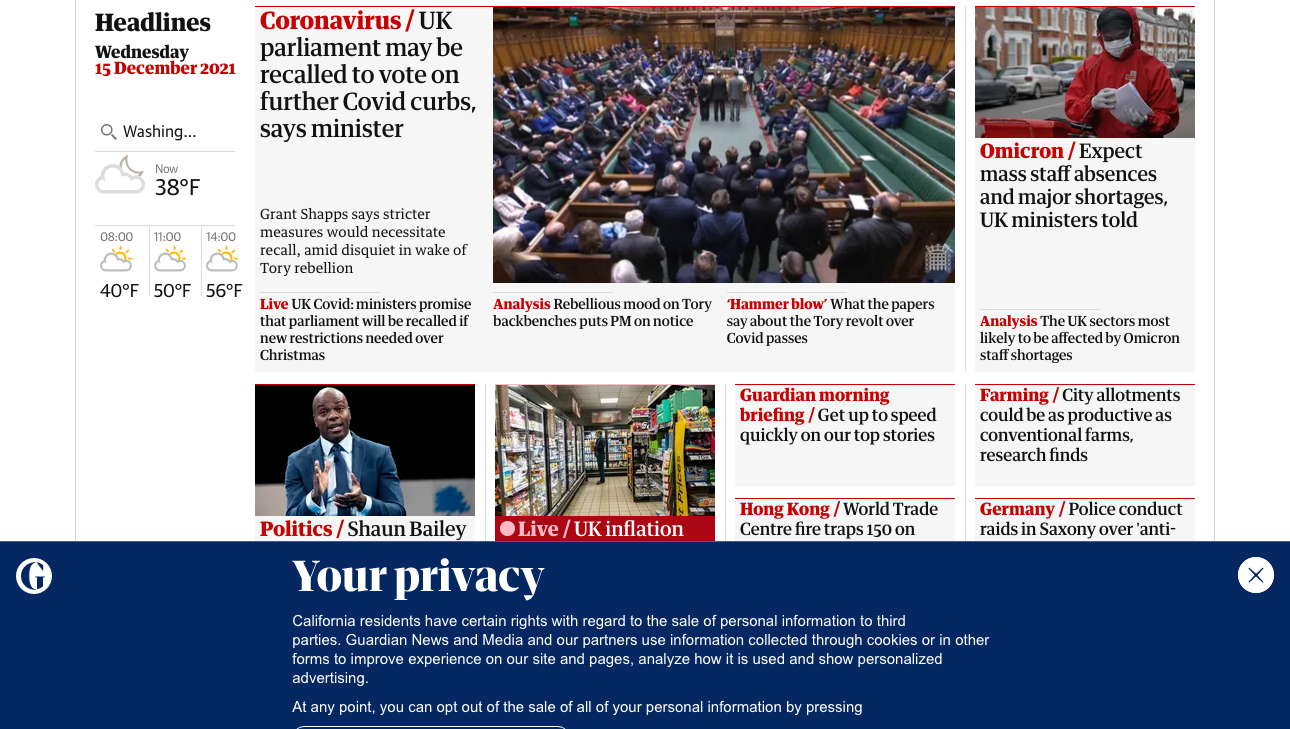 Headlines
Wednesday
15 December 2021
Washing...
Now
38°F
08:00
11:00
14:00
40°F
50°F
56°F
Coronavirus / UK
parliament may be
recalled to vote on
further Covid curbs,
says minister
Grant Shapps says stricter
measures would necessitate
recall, amid disquiet in wake of
Tory rebellion
Live UK Covid: ministers promise
that parliament will be recalled if
new restrictions needed over
Christmas
Analysis Rebellious mood on Tory
backbenches puts PM on notice
'Hammer blow' What the papers
say about the Tory revolt over
Covid passes
Omicron / Expect
mass staff absences
and major shortages,
UK ministers told
Analysis The UK sectors most
likely to be affected by Omicron
staff shortages
Politics / Shaun Bailey
Live / UK inflation
Guardian morning
briefing / Get up to speed
quickly on our top stories
Hong Kong / World Trade
Centre fire traps 150 on
Farming / City allotments
could be as productive as
conventional farms,
research finds
Germany / Police conduct
raids in Saxony over 'anti-
Your privacy
California residents have certain rights with regard to the sale of personal information to third
parties. Guardian News and Media and our partners use information collected through cookies or in other
forms to improve experience on our site and pages, analyze how it is used and show personalized
advertising.
At any point, you can opt out of the sale of all of your personal information by pressing